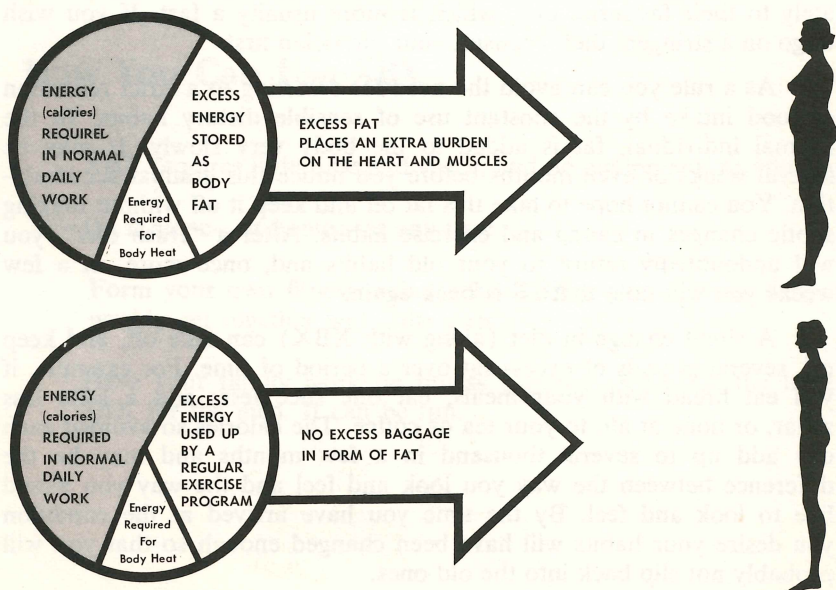 ENERGY
(calories)
REQUIRED
IN NORMAL
DAILY
WORK
EXCESS
ENERGY
STORED
AS
BODY
FAT
Energy
Required
For
Body Heat
EXCESS FAT
PLACES AN EXTRA BURDEN
ON THE HEART AND MUSCLES
ENERGY
(calories)
REQUIRED
IN NORMAL
DAILY
WORK
EXCESS
ENERGY
USED UP
BY A
REGULAR
EXERCISE
PROGRAM
Energy
Required
For
Body Heat
NO EXCESS BAGGAGE
IN FORM OF FAT